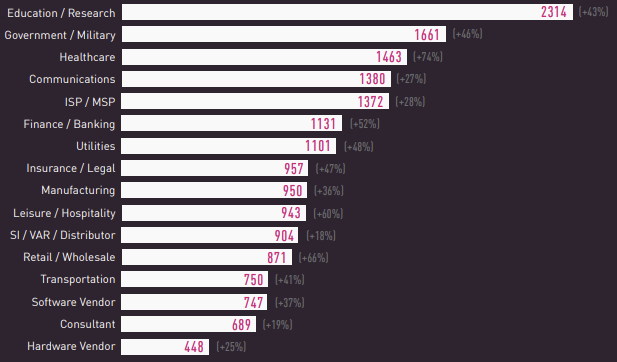 Education / Research 2314 (+43%)
Government / Military 1661 (+46%)
Healthcare 1463 (+74%)
Communications 1380 (+27%)
ISP / MSP 1372 (+28%)
Finance / Banking 1131 (+52%)
Utilities 1101 (+48%)
Insurance / Legal 957 (+47%)
Manufacturing 950 (+36%)
Leisure / Hospitality 943 (+60%)
SI / VAR / Distributor 904 (+18%)
Retail / Wholesale 871 (+66%)
Transportation 750 (+41%)
Software Vendor 747 (+37%)
Consultant 689 (+19%)
Hardware Vendor 448 (+25%)